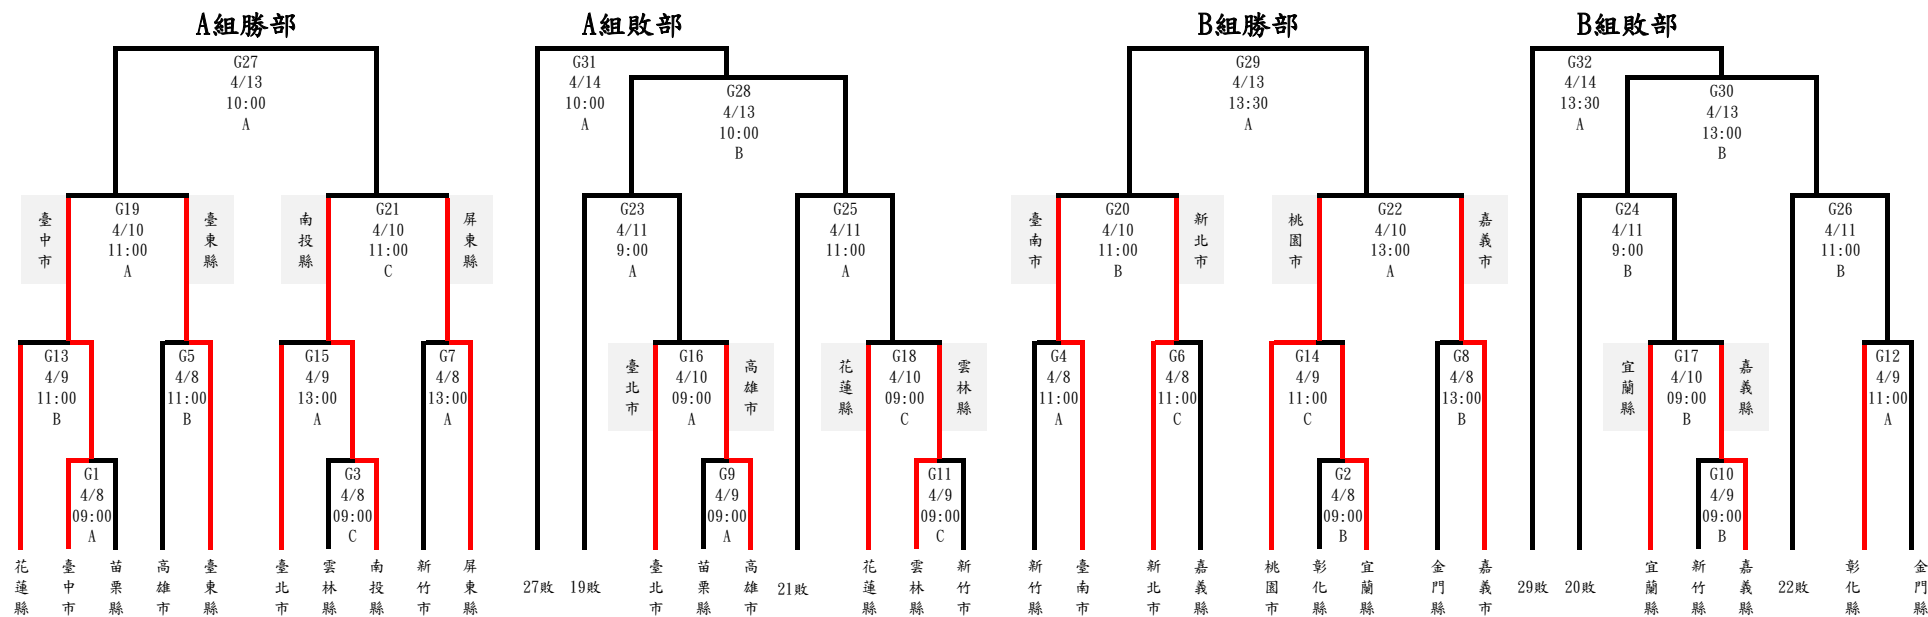 A組勝部
A組敗部
B組勝部
B組敗部
G27
4/13
10:00
A
G31
4/14
10:00
A
G28
4/13
10:00
B
G29
4/13
13:30
A
G32
4/14
13:30
A
G30
4/13
13:00
B
臺中市
G19
4/10
11:00
A
臺東縣
南投縣
G21
4/10
11:00
C
屏東縣
G23
4/11
9:00
A
G25
4/11
11:00
A
臺南市
G20
4/10
11:00
B
新北市
桃園市
G22
4/10
13:00
A
嘉義市
G24
4/11
9:00
B
G26
4/11
11:00
B
G13
4/9
11:00
B
G5
4/8
11:00
B
G15
4/9
13:00
A
G7
4/8
13:00
A
臺北市
G16
4/10
09:00
A
高雄市
花蓮縣
G18
4/10
09:00
C
雲林縣
G4
4/8
11:00
A
G6
4/8
11:00
C
G14
4/9
11:00
C
G8
4/8
13:00
B
宜蘭縣
G17
4/10
09:00
B
嘉義縣
G12
4/9
11:00
A
G1
4/8
09:00
A
G3
4/8
09:00
C
G9
4/9
09:00
A
G11
4/9
09:00
C
G2
4/8
09:00
B
G10
4/9
09:00
B
花蓮縣
臺中市
苗栗縣
高雄市
臺東縣
臺北市
雲林縣
南投縣
新竹市
屏東縣
27敗
19敗
臺北市
苗栗縣
高雄市
21敗
花蓮縣
雲林縣
新竹市
新竹縣
臺南市
新北市
嘉義縣
桃園市
彰化縣
宜蘭縣
金門縣
嘉義市
29敗
20敗
宜蘭縣
新竹縣
嘉義縣
22敗
彰化縣
金門縣